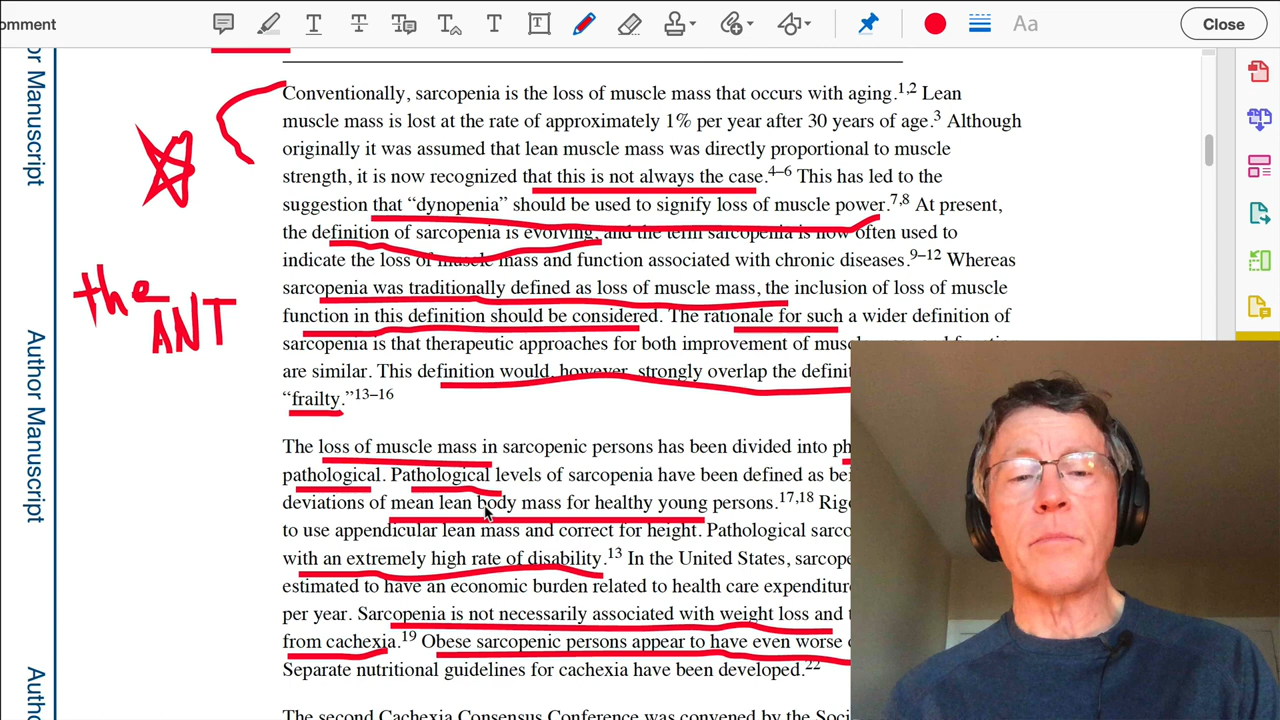 omment
Close
Conventionally, sarcopenia is the loss of muscle mass that occurs with aging.1,2 Lean
muscle mass is lost at the rate of approximately 1% per year after 30 years of age.3 Although
originally it was assumed that lean muscle mass was directly proportional to muscle
strength, it is now recognized that this is not always the case.4–6 This has led to the
suggestion that “dynopenia” should be used to signify loss of muscle power.7,8 At present,
the definition of sarcopenia is evolving, and the term sarcopenia is now often used to
indicate the loss of muscle mass and function associated with chronic diseases.9–12 Whereas
sarcopenia was traditionally defined as loss of muscle mass, the inclusion of loss of muscle
function in this definition should be considered. The rationale for such a wider definition of
sarcopenia is that therapeutic approaches for both improvement of
are similar. This definition would, however, strongly overlap the
“frailty.”13–16
The loss of muscle mass in sarcopenic persons has been divided into
pathological. Pathological levels of sarcopenia have been defined as
deviations of mean lean body mass for healthy young persons.17,18
to use appendicular lean mass and correct for height. Pathological
with an extremely high rate of disability.13 In the United States,
estimated to have an economic burden related to health care
per year. Sarcopenia is not necessarily associated with weight loss and
from cachexia.19 Obese sarcopenic persons appear to have even worse
Separate nutritional guidelines for cachexia have been developed.22
The second Cachexia Consensus Conference was convened by the
the
ANT
or Manuscript
Author Manuscript
Autho
Aa